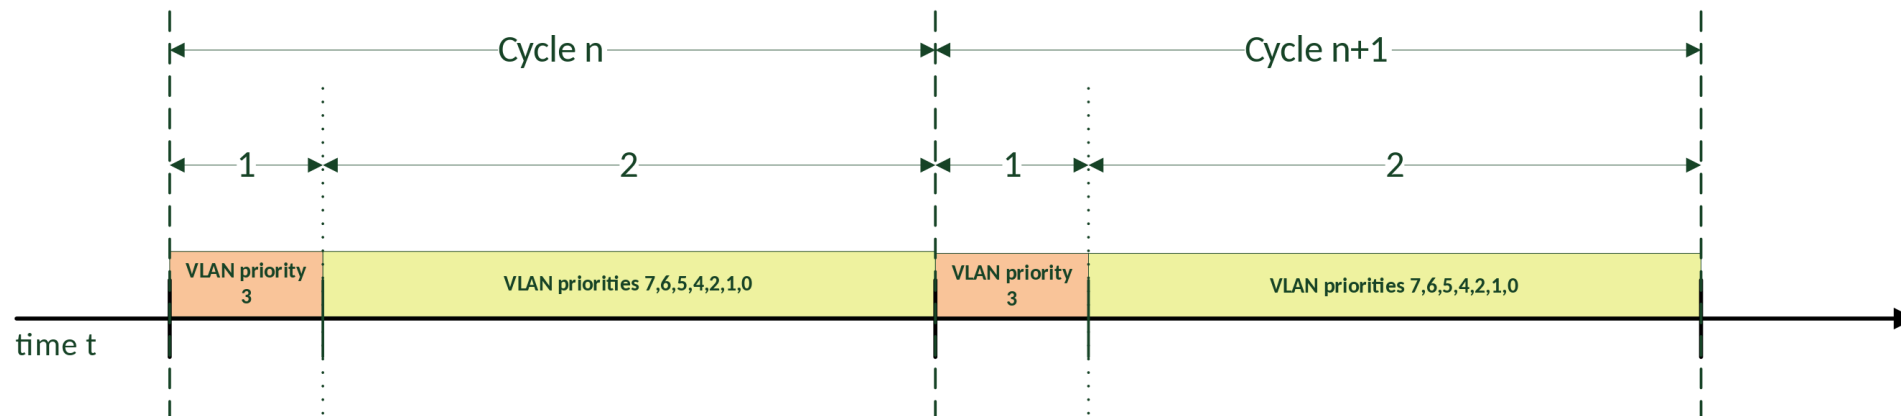 Cycle n
Cycle n+1
1
2
1
2
VLAN priority
3
VLAN priorities 7,6,5,4,2,1,0
VLAN priority
3
VLAN priorities 7,6,5,4,2,1,0
time t